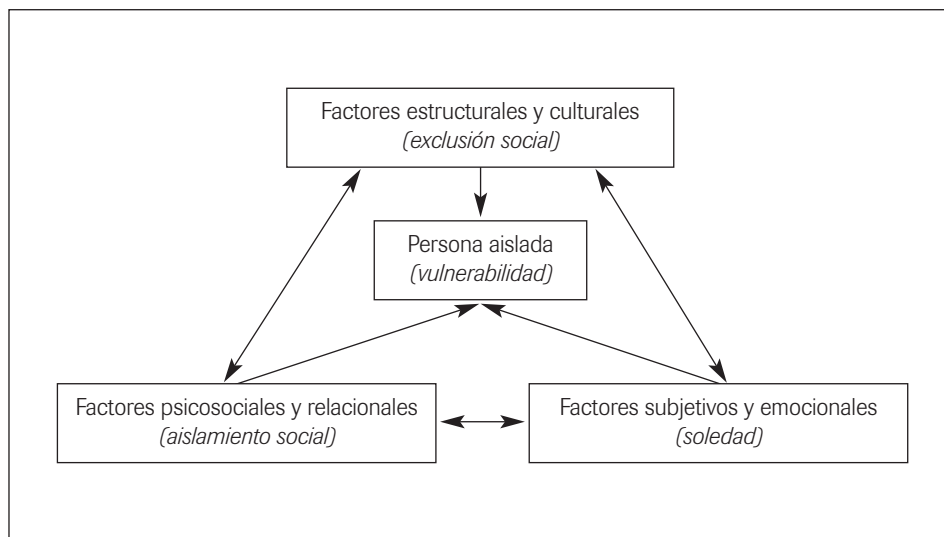 Factores estructurales y culturales
(exclusión social)
Persona aislada
(vulnerabilidad)
Factores psicosociales y relacionales
(aislamiento social)
Factores subjetivos y emocionales
(soledad)